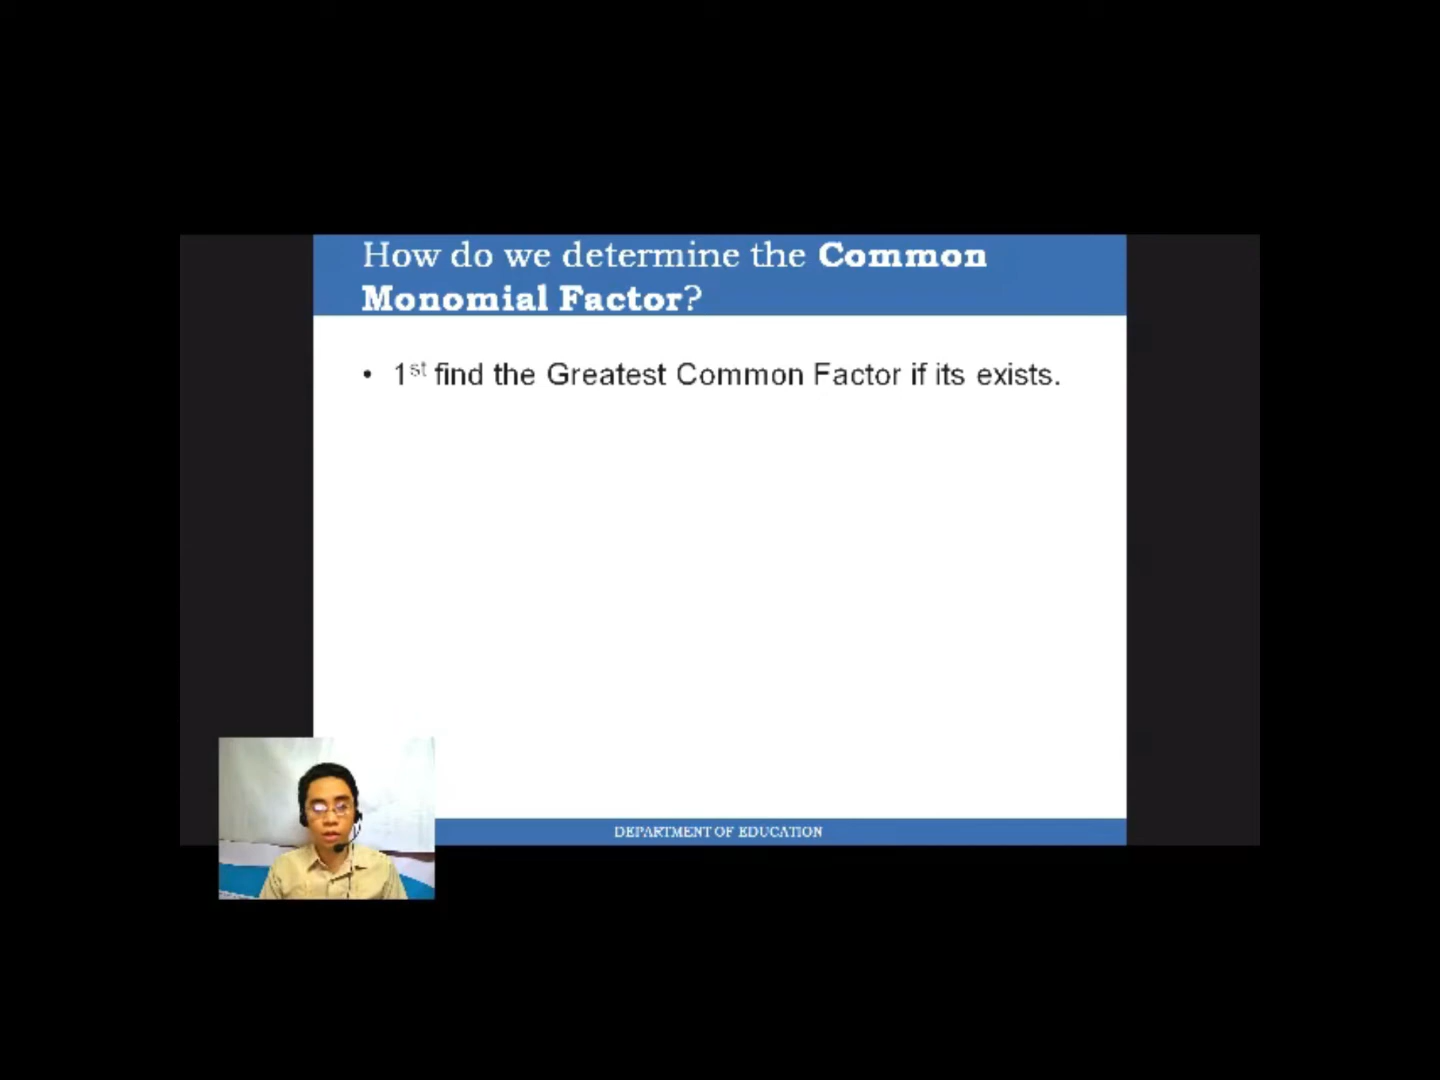 How do we determine the Common
Monomial Factor?
• 1st find the Greatest Common Factor if its exists.
DEPARTMENT OF EDUCATION